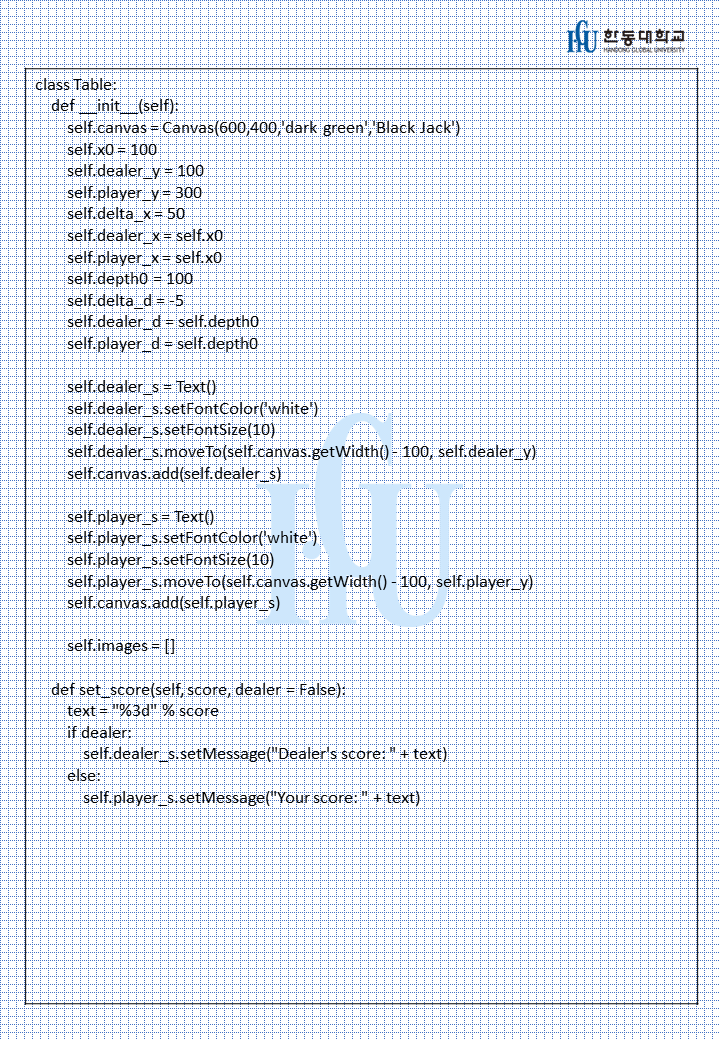 HGU 한동대학교
HANDONG GLOBAL UNIVERSITY
class Table:
    def __init__(self):
        self.canvas = Canvas(600,400,'dark green','Black Jack')
        self.x0 = 100
        self.dealer_y = 100
        self.player_y = 300
        self.delta_x = 50
        self.dealer_x = self.x0
        self.player_x = self.x0
        self.depth0 = 100
        self.delta_d = -5
        self.dealer_d = self.depth0
        self.player_d = self.depth0

        self.dealer_s = Text()
        self.dealer_s.setFontColor('white')
        self.dealer_s.setFontSize(10)
        self.dealer_s.moveTo(self.canvas.getWidth() - 100, self.dealer_y)
        self.canvas.add(self.dealer_s)

        self.player_s = Text()
        self.player_s.setFontColor('white')
        self.player_s.setFontSize(10)
        self.player_s.moveTo(self.canvas.getWidth() - 100, self.player_y)
        self.canvas.add(self.player_s)

        self.images = []

    def set_score(self, score, dealer = False):
        text = "%3d" % score
        if dealer:
            self.dealer_s.setMessage("Dealer's score: " + text)
        else:
            self.player_s.setMessage("Your score: " + text)
HGU